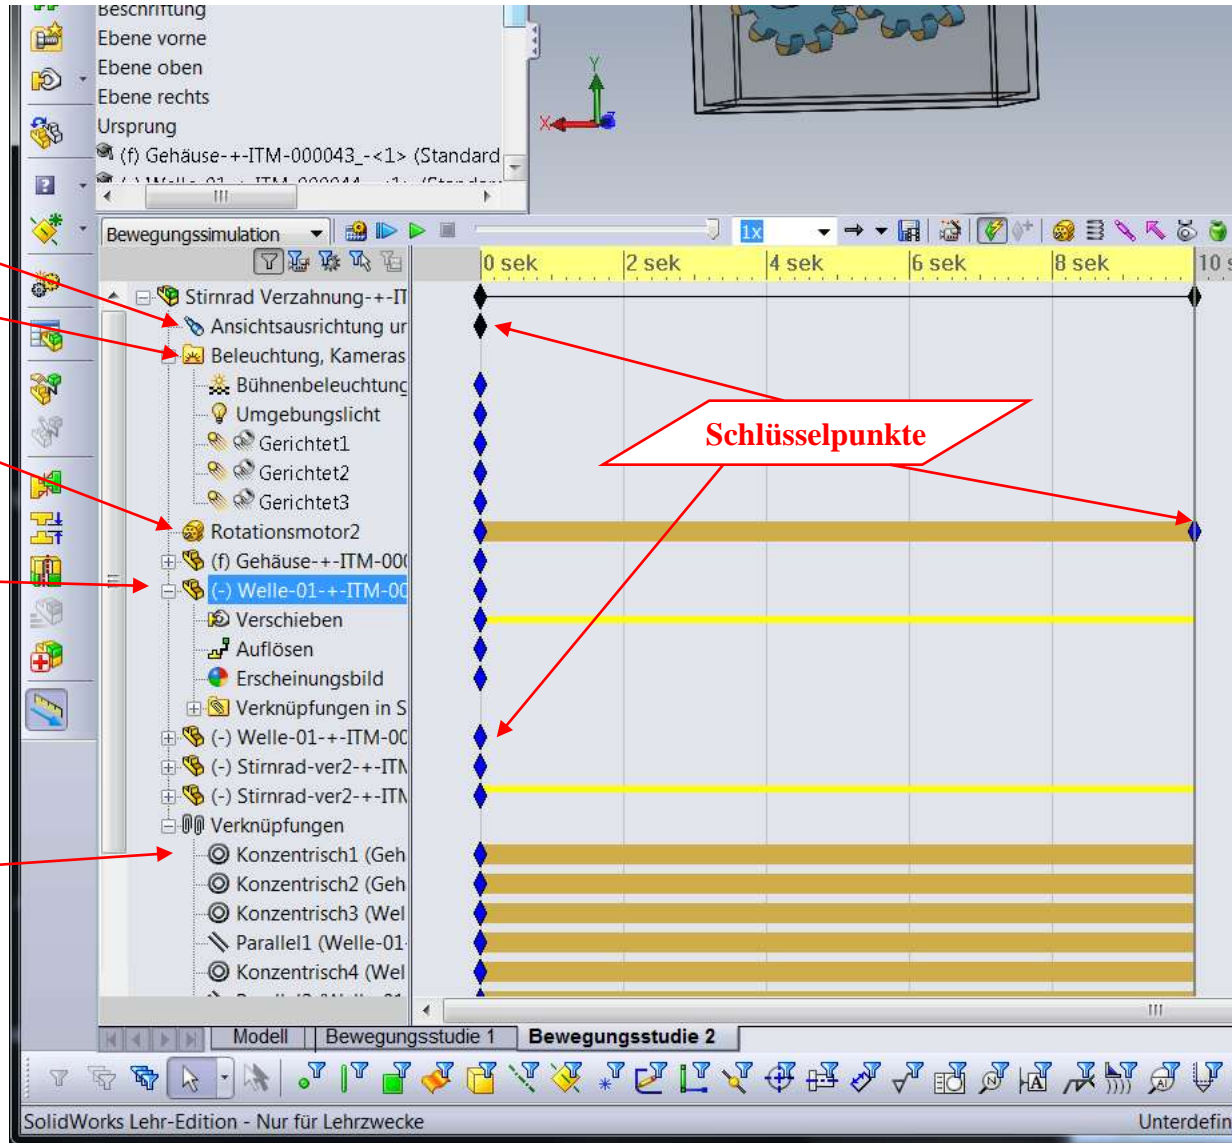 Beschriftung
Ebene vorne
Ebene oben
Ebene rechts
Ursprung
(f) Gehäuse-+-ITM-000043_-<1> (Standard
Y
X
Z
Bewegungssimulation
1x
0 sek 2 sek 4 sek 6 sek 8 sek 10 s
Stirnrad Verzahnung-+-IT
Ansichtsausrichtung ur
Beleuchtung, Kameras
Bühnenbeleuchtung
Umgebungslicht
Gerichtet1
Schlüsselpunkte
Gerichtet2
Gerichtet3
Rotationsmotor2
(f) Gehäuse-+-ITM-000
(-) Welle-01-+-ITM-00
Verschieben
Auflösen
Erscheinungsbild
Verknüpfungen in S
(-) Welle-01-+-ITM-00
(-) Stirnrad-ver2-+-ITM
(-) Stirnrad-ver2-+-ITM
Verknüpfungen
Konzentrisch1 (Geh
Konzentrisch2 (Geh
Konzentrisch3 (Wel
Parallel1 (Welle-01-
Konzentrisch4 (Wel
Modell Bewegungsstudie 1 Bewegungsstudie 2
SolidWorks Lehr-Edition - Nur für Lehrzwecke Unterdefin